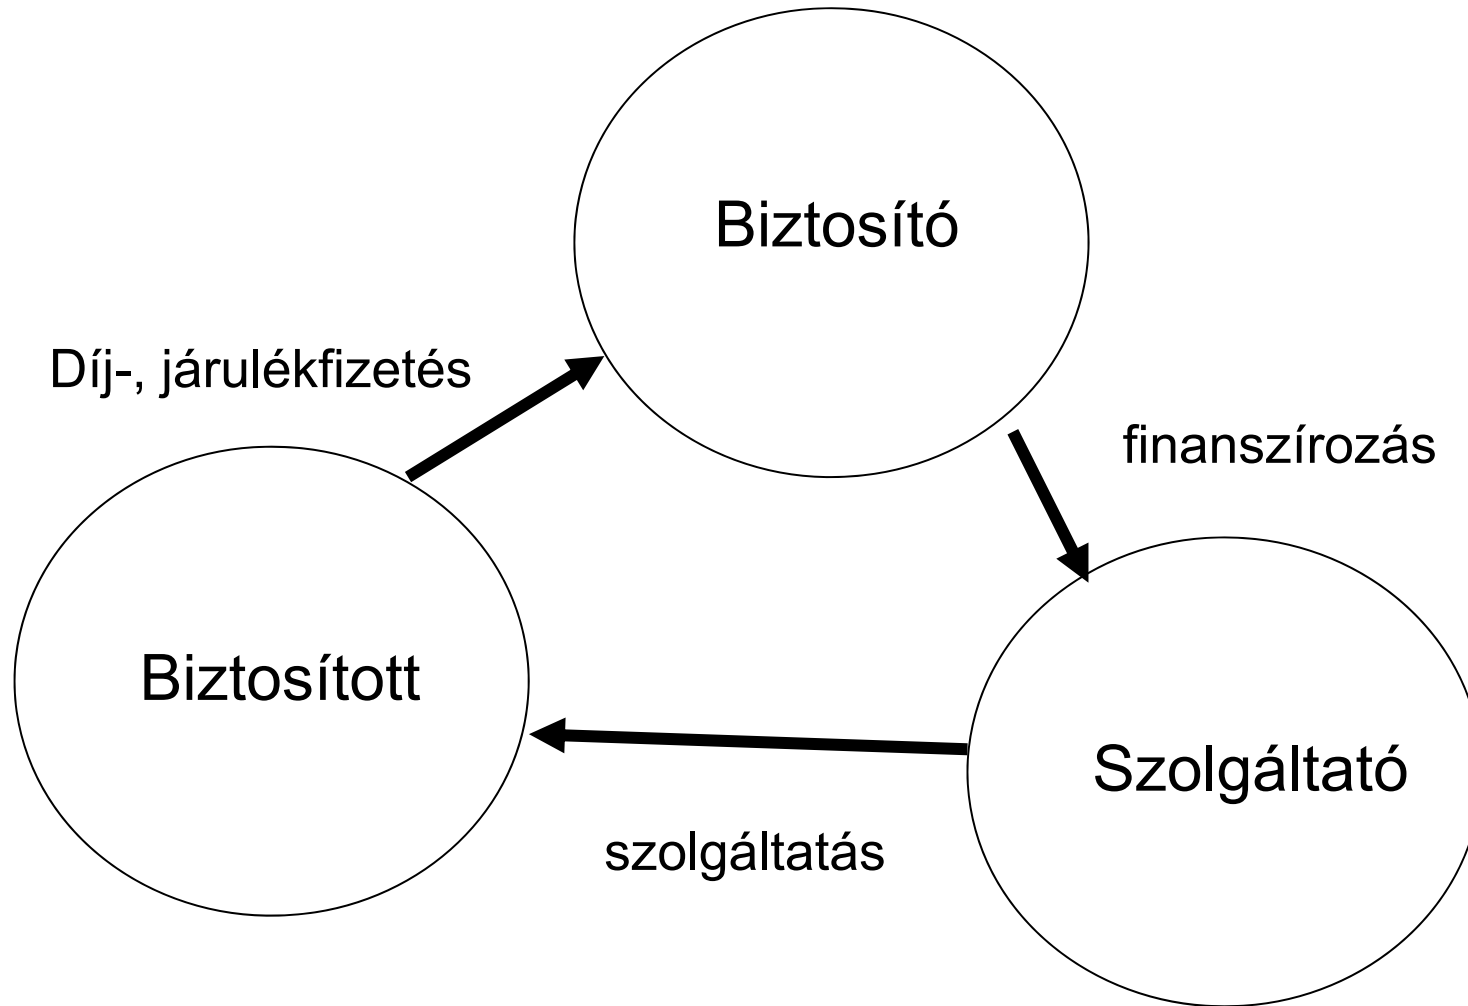 Biztosító
Díj-, járulékfizetés
finanszírozás
Biztosított
Szolgáltató
szolgáltatás